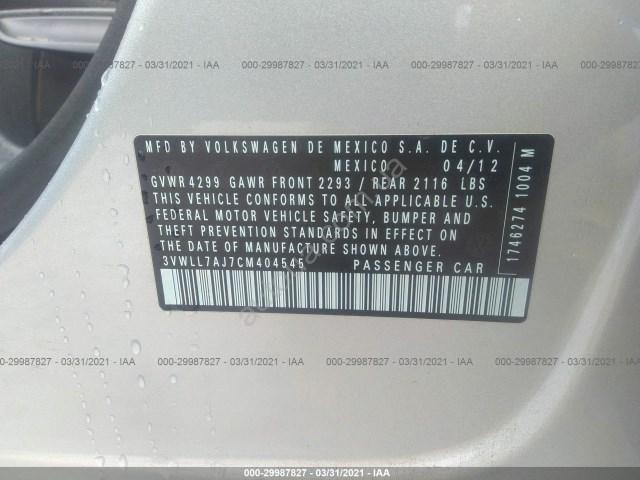 000-29987827 - 03/31/2021 - IAA
MFD BY VOLKSWAGEN DE MEXICO S.A. DE C.V.
MEXICO 04/12
GVWR 4299 GAWR FRONT 2293 / REAR 2116 LBS
THIS VEHICLE CONFORMS TO ALL APPLICABLE U.S.
FEDERAL MOTOR VEHICLE SAFETY, BUMPER AND
THEFT PREVENTION STANDARDS IN EFFECT ON
THE DATE OF MANUFACTURE SHOWN ABOVE.
3VWLL7AJ7CM404545 PASSENGER CAR
1746274 1004 M
000-29987827 - 03/31/2021 - IAA
000-29987827 - 03/31/2021 - IAA